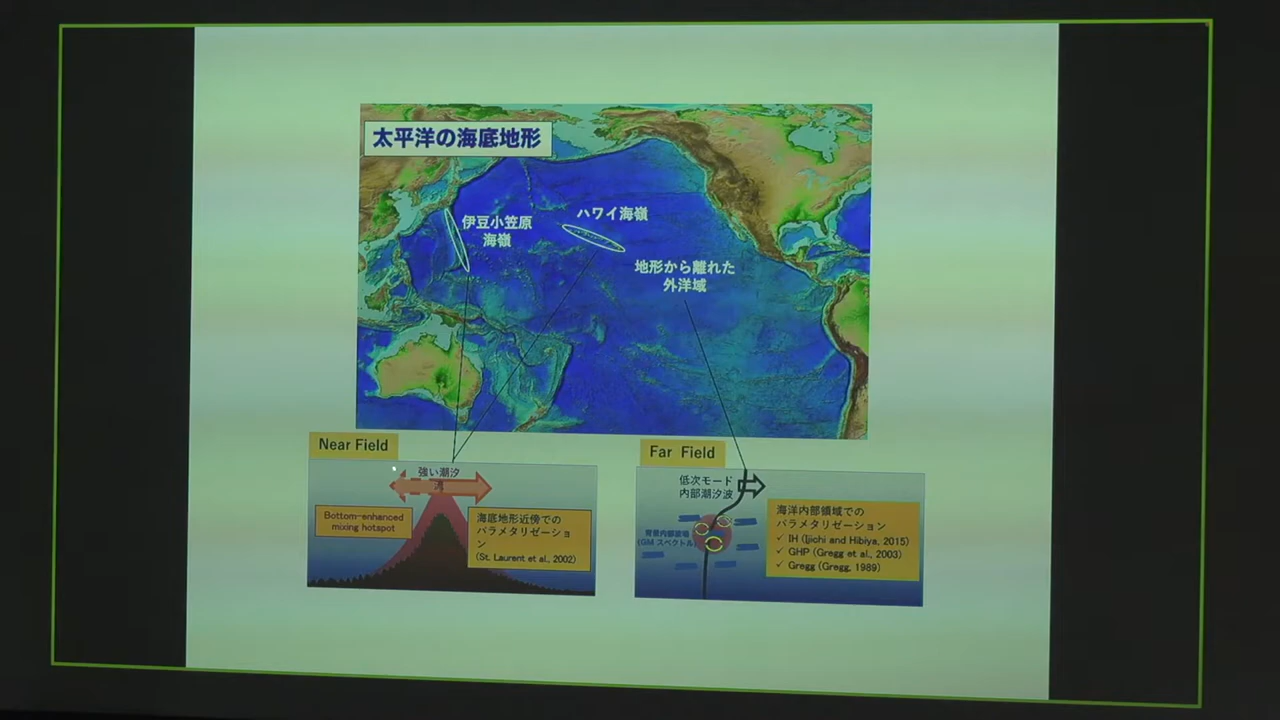 太平洋の海底地形
伊豆小笠原
海嶺
ハワイ海嶺
地形から離れた
外洋域
Near Field
強い潮汐
流
Bottom-enhanced
mixing hotspot
海底地形近傍での
パラメタリゼーショ
ン
(St. Laurent et al., 2002)
Far Field
低次モード
内部潮汐波
背景内部波場
(GM スペクトル)
海洋内部領域での
パラメタリゼーション
✓ IH (Ijichi and Hibiya, 2015)
✓ GHP (Gregg et al., 2003)
✓ Gregg (Gregg, 1989)